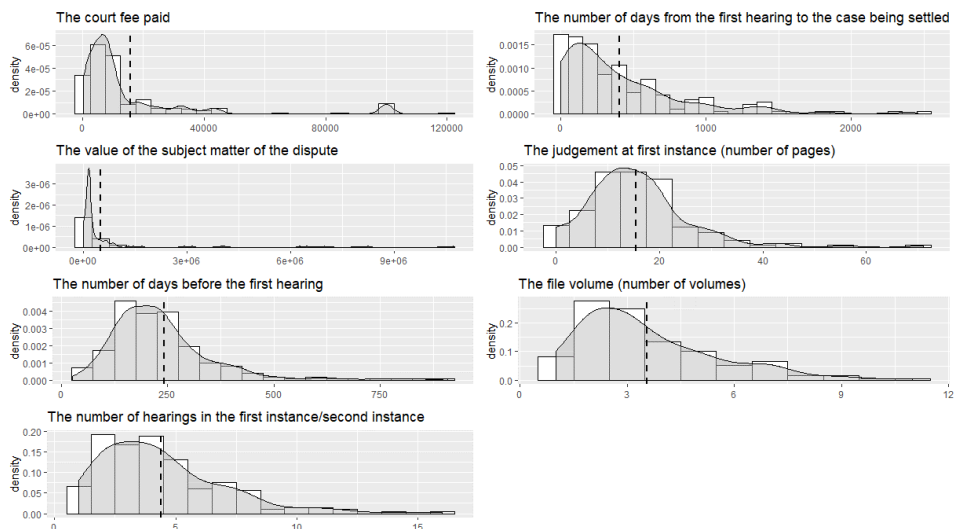 The court fee paid
density
6e-05
4e-05
2e-05
0e+00
0 40000 80000 120000
The number of days from the first hearing to the case being settled
density
0.0015
0.0010
0.0005
0.0000
0 1000 2000
The value of the subject matter of the dispute
density
3e-06
2e-06
1e-06
0e+00
0e+00 3e+06 6e+06 9e+06
The judgement at first instance (number of pages)
density
0.05
0.04
0.03
0.02
0.01
0.00
0 20 40 60
The number of days before the first hearing
density
0.004
0.003
0.002
0.001
0.000
0 250 500 750
The file volume (number of volumes)
density
0.2
0.1
0.0
0 3 6 9 12
The number of hearings in the first instance/second instance
density
0.20
0.15
0.10
0.05
0.00
0 5 10 15